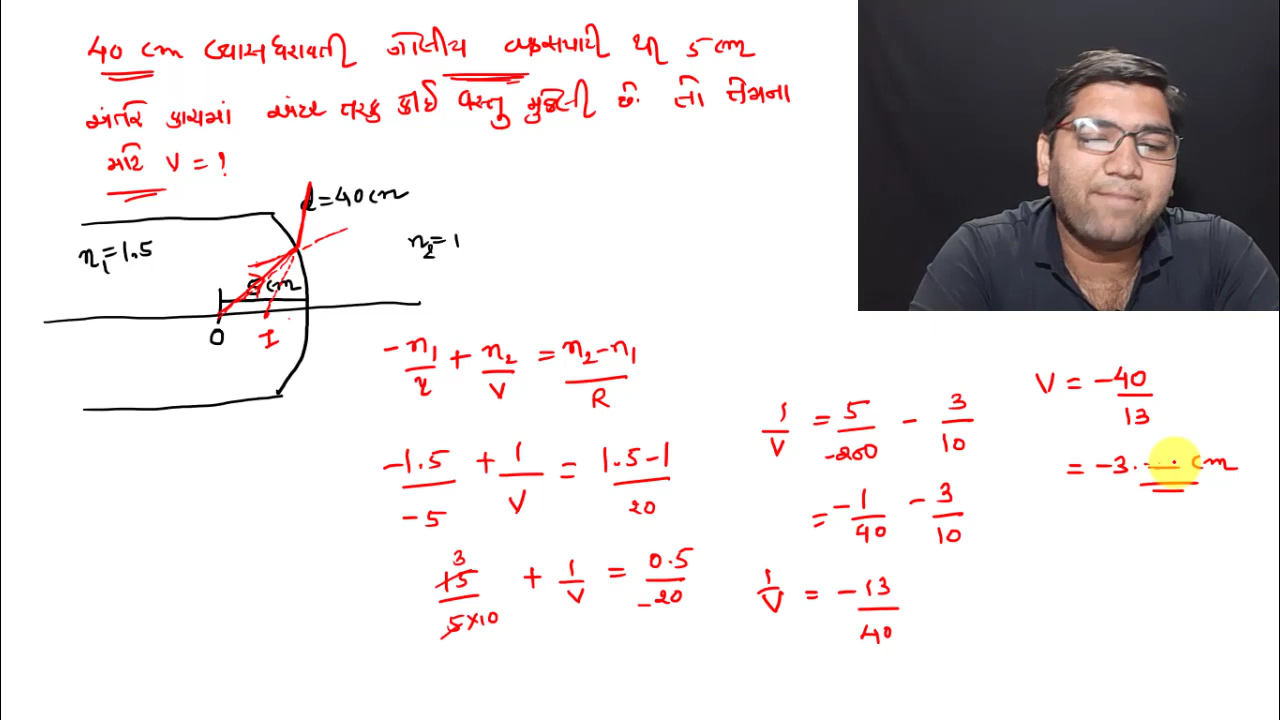 40 cm વ્યાસ ધરાવતી ગોલીય વક્રસપાટી થી 5 cm
અંતરે કાચમાં અંદર તરફ કોઈ વસ્તુ મુકેલી છે. તો તેમના
માટે v = ?
d = 40 cm
n₁ = 1.5
n₂ = 1
5 cm
O
I
-n₁/u + n₂/v = n₂-n₁/R
-1.5/-5 + 1/v = 1.5-1/20
3
15/5×10 + 1/v = 0.5/-20
1/v = 5/-200 - 3/10
= -1/40 - 3/10
1/v = -13/40
v = -40/13
= -3. cm